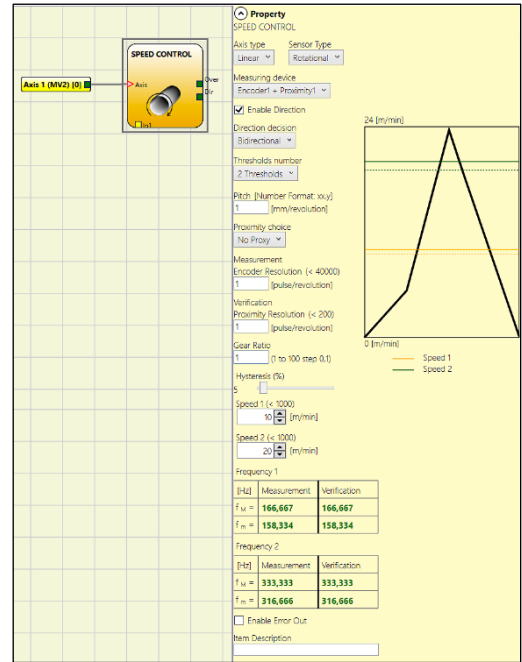 Axis 1 (MV2) [0]
SPEED CONTROL
Axis
Over
Dir
In1
Property
SPEED CONTROL
Axis type Sensor Type
Linear Rotational
Measuring device
Encoder1 + Proximity1
Enable Direction
Direction decision
Bidirectional
Thresholds number
2 Thresholds
Pitch [Number Format: xx,y]
1 [mm/revolution]
Proximity choice
No Proxy
Measurement
Encoder Resolution (< 40000)
1 [pulse/revolution]
Verification
Proximity Resolution (< 200)
1 [pulse/revolution]
Gear Ratio
1 (1 to 100 step 0,1)
Hysteresis (%)
5
Speed 1 (< 1000)
10 [m/min]
Speed 2 (< 1000)
20 [m/min]
Frequency 1
[Hz] Measurement Verification
f M = 166,667 166,667
f m = 158,334 158,334
Frequency 2
[Hz] Measurement Verification
f M = 333,333 333,333
f m = 316,666 316,666
Enable Error Out
Item Description
24 [m/min]
0 [m/min]
Speed 1
Speed 2